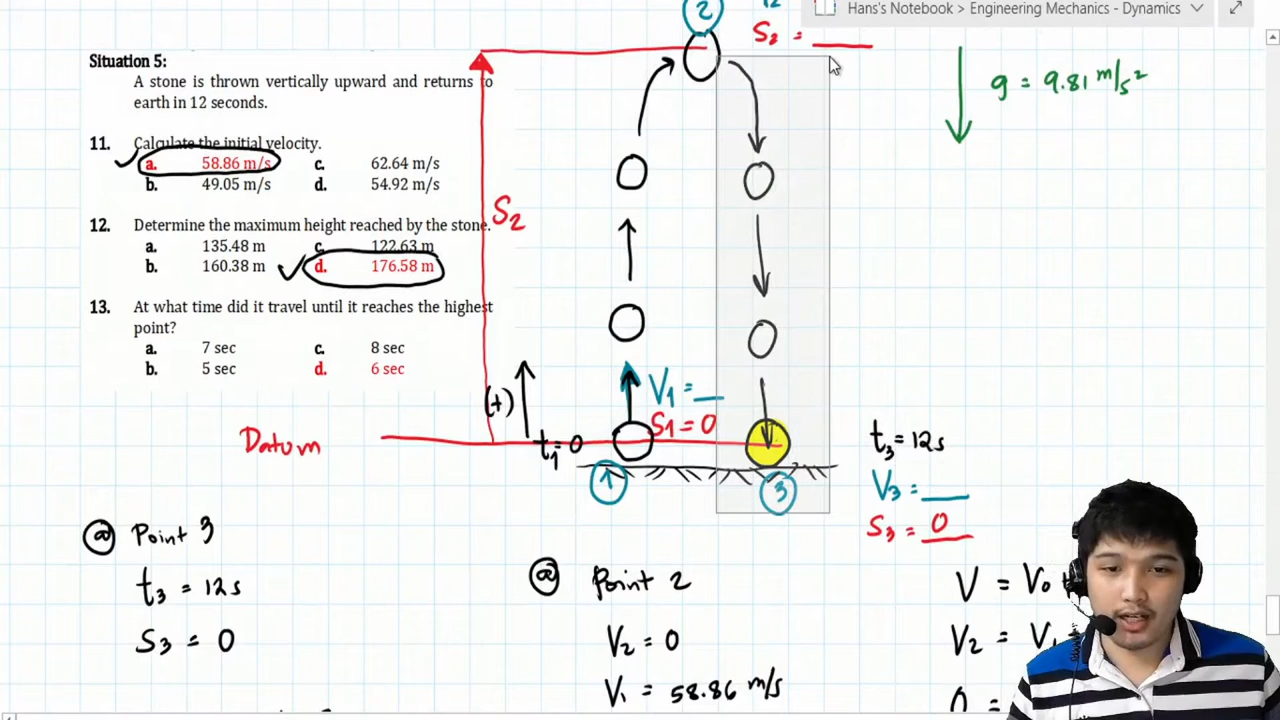 Hans's Notebook > Engineering Mechanics - Dynamics
2
S2 = ___
g = 9.81 m/s²
Situation 5:
A stone is thrown vertically upward and returns to
earth in 12 seconds.
11. Calculate the initial velocity.
a. 58.86 m/s c. 62.64 m/s
b. 49.05 m/s d. 54.92 m/s
12. Determine the maximum height reached by the stone.
a. 135.48 m c. 122.63 m
b. 160.38 m d. 176.58 m
13. At what time did it travel until it reaches the highest
point?
a. 7 sec c. 8 sec
b. 5 sec d. 6 sec
S2
(+)
V1 = __
S1 = 0
t1 = 0
Datum
1
3
t3 = 12s
V3 = ___
S3 = 0
@ Point 3
t3 = 12s
S3 = 0
@ Point 2
V2 = 0
V1 = 58.86 m/s
V = V0
V2 = V1
0 =